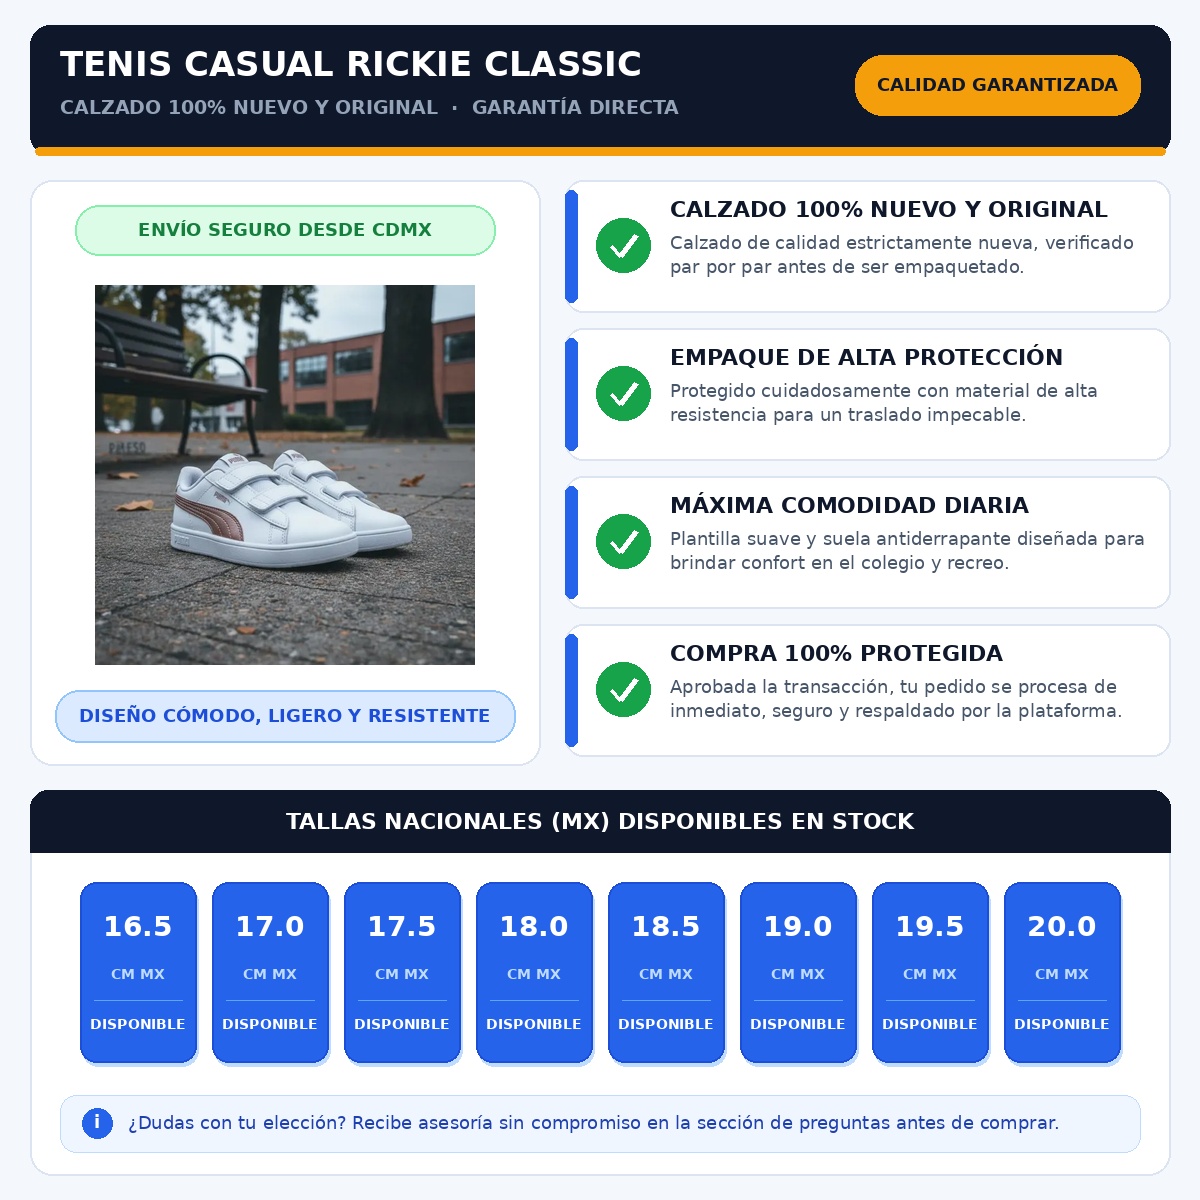 TENIS CASUAL RICKIE CLASSIC
CALZADO 100% NUEVO Y ORIGINAL · GARANTÍA DIRECTA
CALIDAD GARANTIZADA
ENVÍO SEGURO DESDE CDMX
DISEÑO CÓMODO, LIGERO Y RESISTENTE
CALZADO 100% NUEVO Y ORIGINAL
Calzado de calidad estrictamente nueva, verificado
par por par antes de ser empaquetado.
EMPAQUE DE ALTA PROTECCIÓN
Protegido cuidadosamente con material de alta
resistencia para un traslado impecable.
MÁXIMA COMODIDAD DIARIA
Plantilla suave y suela antiderrapante diseñada para
brindar confort en el colegio y recreo.
COMPRA 100% PROTEGIDA
Aprobada la transacción, tu pedido se procesa de
inmediato, seguro y respaldado por la plataforma.
TALLAS NACIONALES (MX) DISPONIBLES EN STOCK
16.5 17.0 17.5 18.0 18.5 19.0 19.5 20.0
CM MX CM MX CM MX CM MX CM MX CM MX CM MX CM MX
DISPONIBLE DISPONIBLE DISPONIBLE DISPONIBLE DISPONIBLE DISPONIBLE DISPONIBLE DISPONIBLE
i ¿Dudas con tu elección? Recibe asesoría sin compromiso en la sección de preguntas antes de comprar.